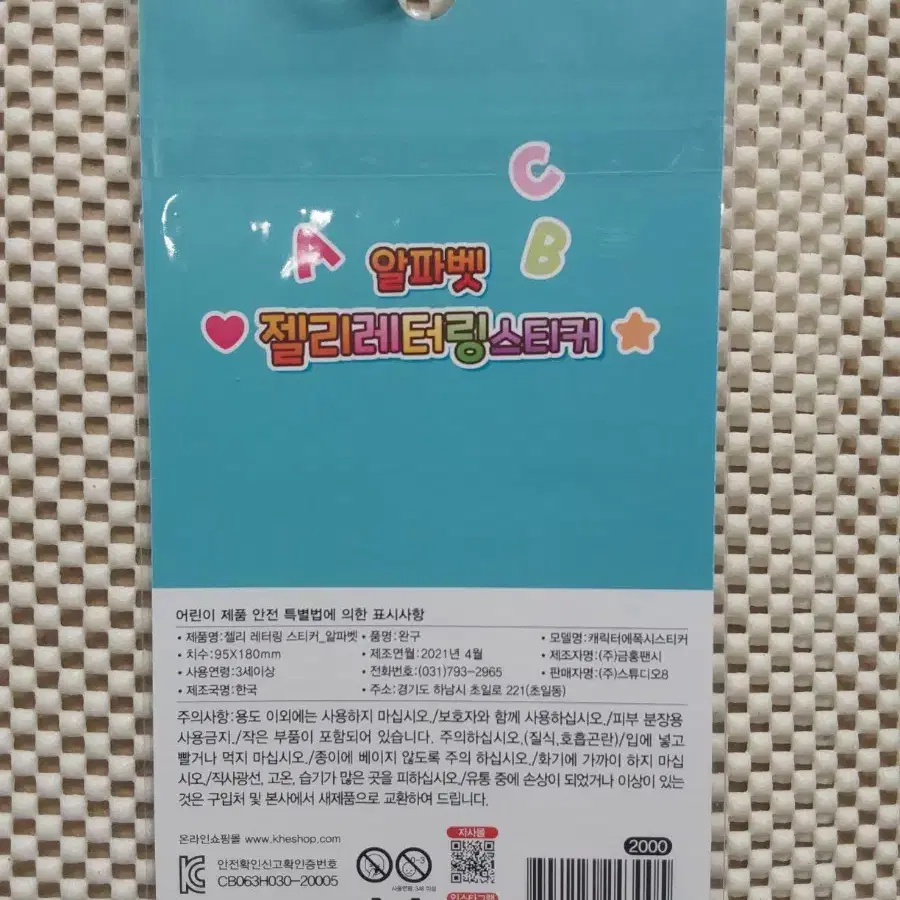 C
A
B
알파벳
젤리레터링스티커
어린이 제품 안전 특별법에 의한 표시사항
• 제품명:젤리 레터링 스티커_알파벳 • 품명:완구 • 모델명:캐릭터에폭시스티커
• 치수:95X180mm • 제조연월:2021년 4월 • 제조자명:(주)금홍팬시
• 사용연령:3세이상 • 전화번호:(031)793-2965 • 판매자명:(주)스튜디오8
• 제조국명:한국 • 주소:경기도 하남시 초일로 221(초일동)
주의사항:용도 이외에는 사용하지 마십시오./보호자와 함께 사용하십시오./피부 분장용
사용금지./작은 부품이 포함되어 있습니다. 주의하십시오.(질식,호흡곤란)/입에 넣고
빨거나 먹지 마십시오./종이에 베이지 않도록 주의 하십시오./화기에 가까이 하지 마십
시오./직사광선, 고온, 습기가 많은 곳을 피하십시오./유통 중에 손상이 되었거나 이상이 있는
것은 구입처 및 본사에서 새제품으로 교환하여 드립니다.
온라인쇼핑몰 www.kheshop.com
자사몰
2000
안전확인신고확인증번호
CB063H030-20005
0-3
사용연령: 3세 이상
인스타그램